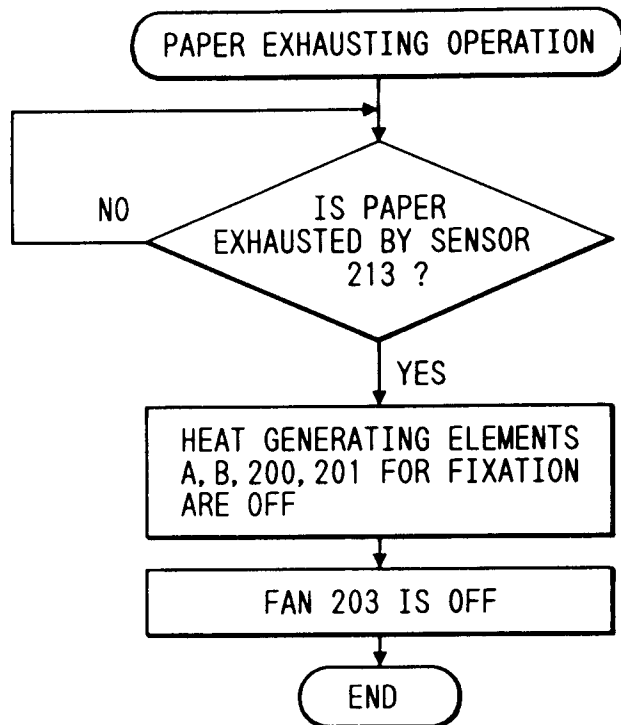 PAPER EXHAUSTING OPERATION
NO
IS PAPER
EXHAUSTED BY SENSOR
213 ?
YES
HEAT GENERATING ELEMENTS
A, B, 200, 201 FOR FIXATION
ARE OFF
FAN 203 IS OFF
END